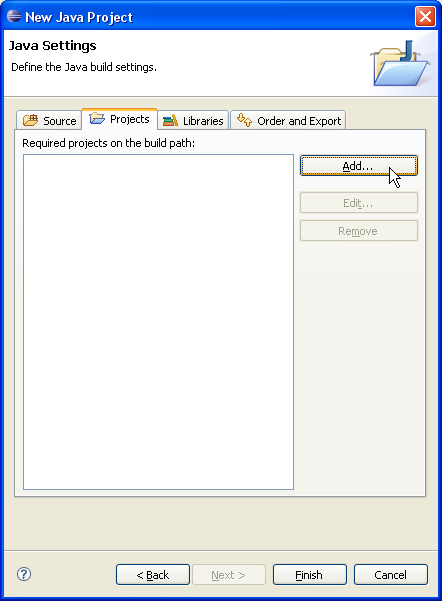 New Java Project
Java Settings
Define the Java build settings.
Source Projects Libraries Order and Export
Required projects on the build path:
Add...
Edit...
Remove
? < Back Next > Finish Cancel